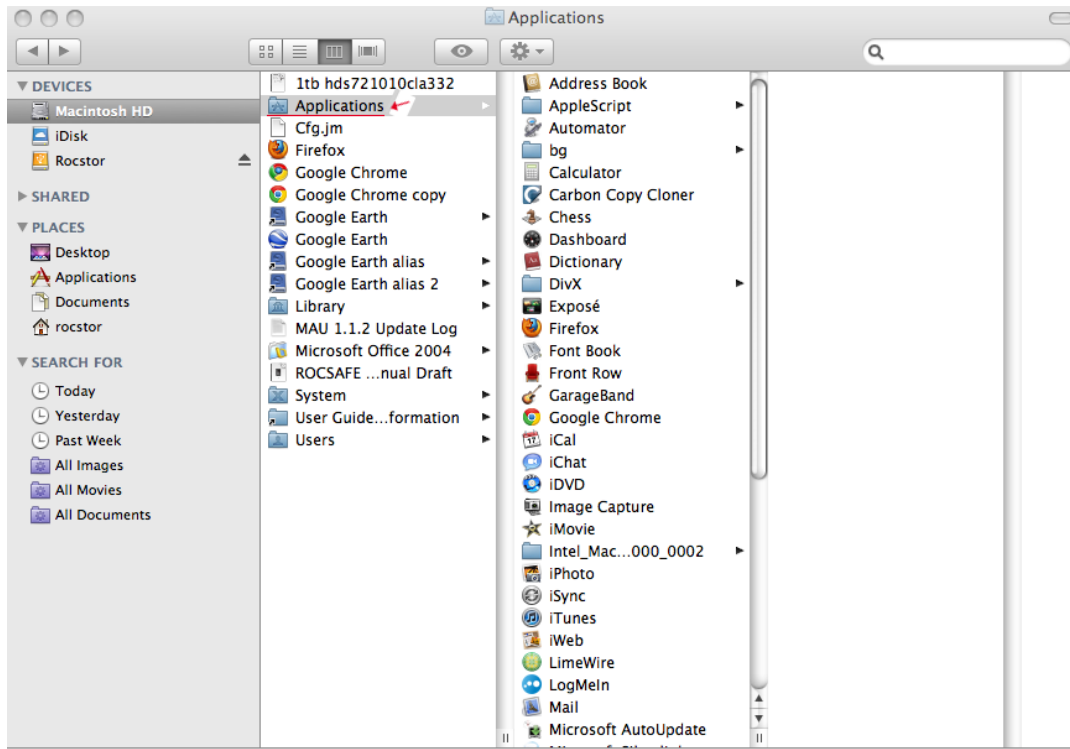 Applications
DEVICES
Macintosh HD
iDisk
Rocstor
SHARED
PLACES
Desktop
Applications
Documents
rocstor
SEARCH FOR
Today
Yesterday
Past Week
All Images
All Movies
All Documents
1tb hds721010cla332
Applications
Cfg.jm
Firefox
Google Chrome
Google Chrome copy
Google Earth
Google Earth
Google Earth alias
Google Earth alias 2
Library
MAU 1.1.2 Update Log
Microsoft Office 2004
ROCSAFE ...nual Draft
System
User Guide...formation
Users
Address Book
AppleScript
Automator
bg
Calculator
Carbon Copy Cloner
Chess
Dashboard
Dictionary
DivX
Exposé
Firefox
Font Book
Front Row
GarageBand
Google Chrome
iCal
iChat
iDVD
Image Capture
iMovie
Intel_Mac...000_0002
iPhoto
iSync
iTunes
iWeb
LimeWire
LogMeIn
Mail
Microsoft AutoUpdate